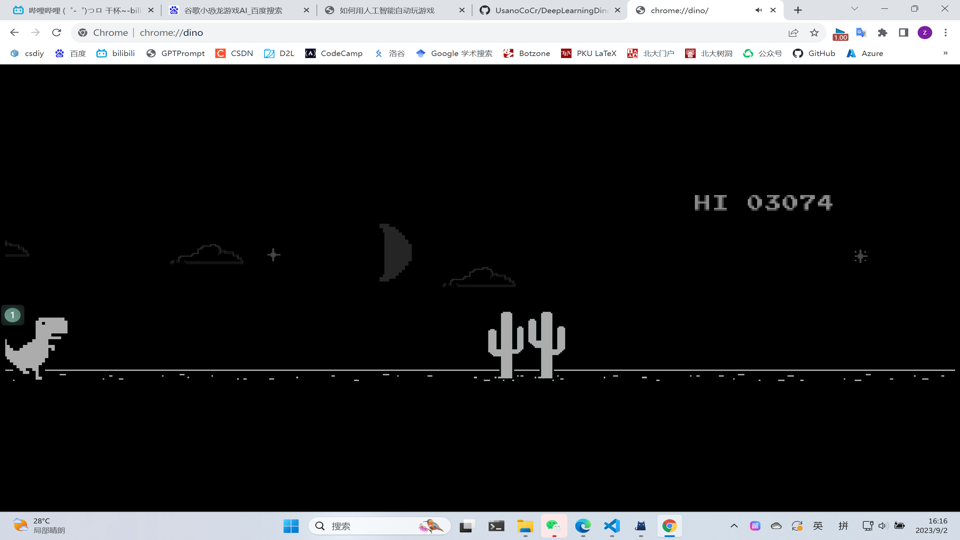 哔哩哔哩 (゜-゜)つロ 干杯~-bili
谷歌小恐龙游戏AI_百度搜索
如何用人工智能自动玩游戏
UsanoCoCr/DeepLearningDin
chrome://dino/
Chrome | chrome://dino
1.00
z
csdiy
百度
bilibili
GPTPrompt
CSDN
D2L
CodeCamp
洛谷
Google 学术搜索
Botzone
PKU LaTeX
北大门户
北大树洞
公众号
GitHub
Azure
»
HI 03074
1
28°C
局部晴朗
搜索
英
拼
16:16
2023/9/2